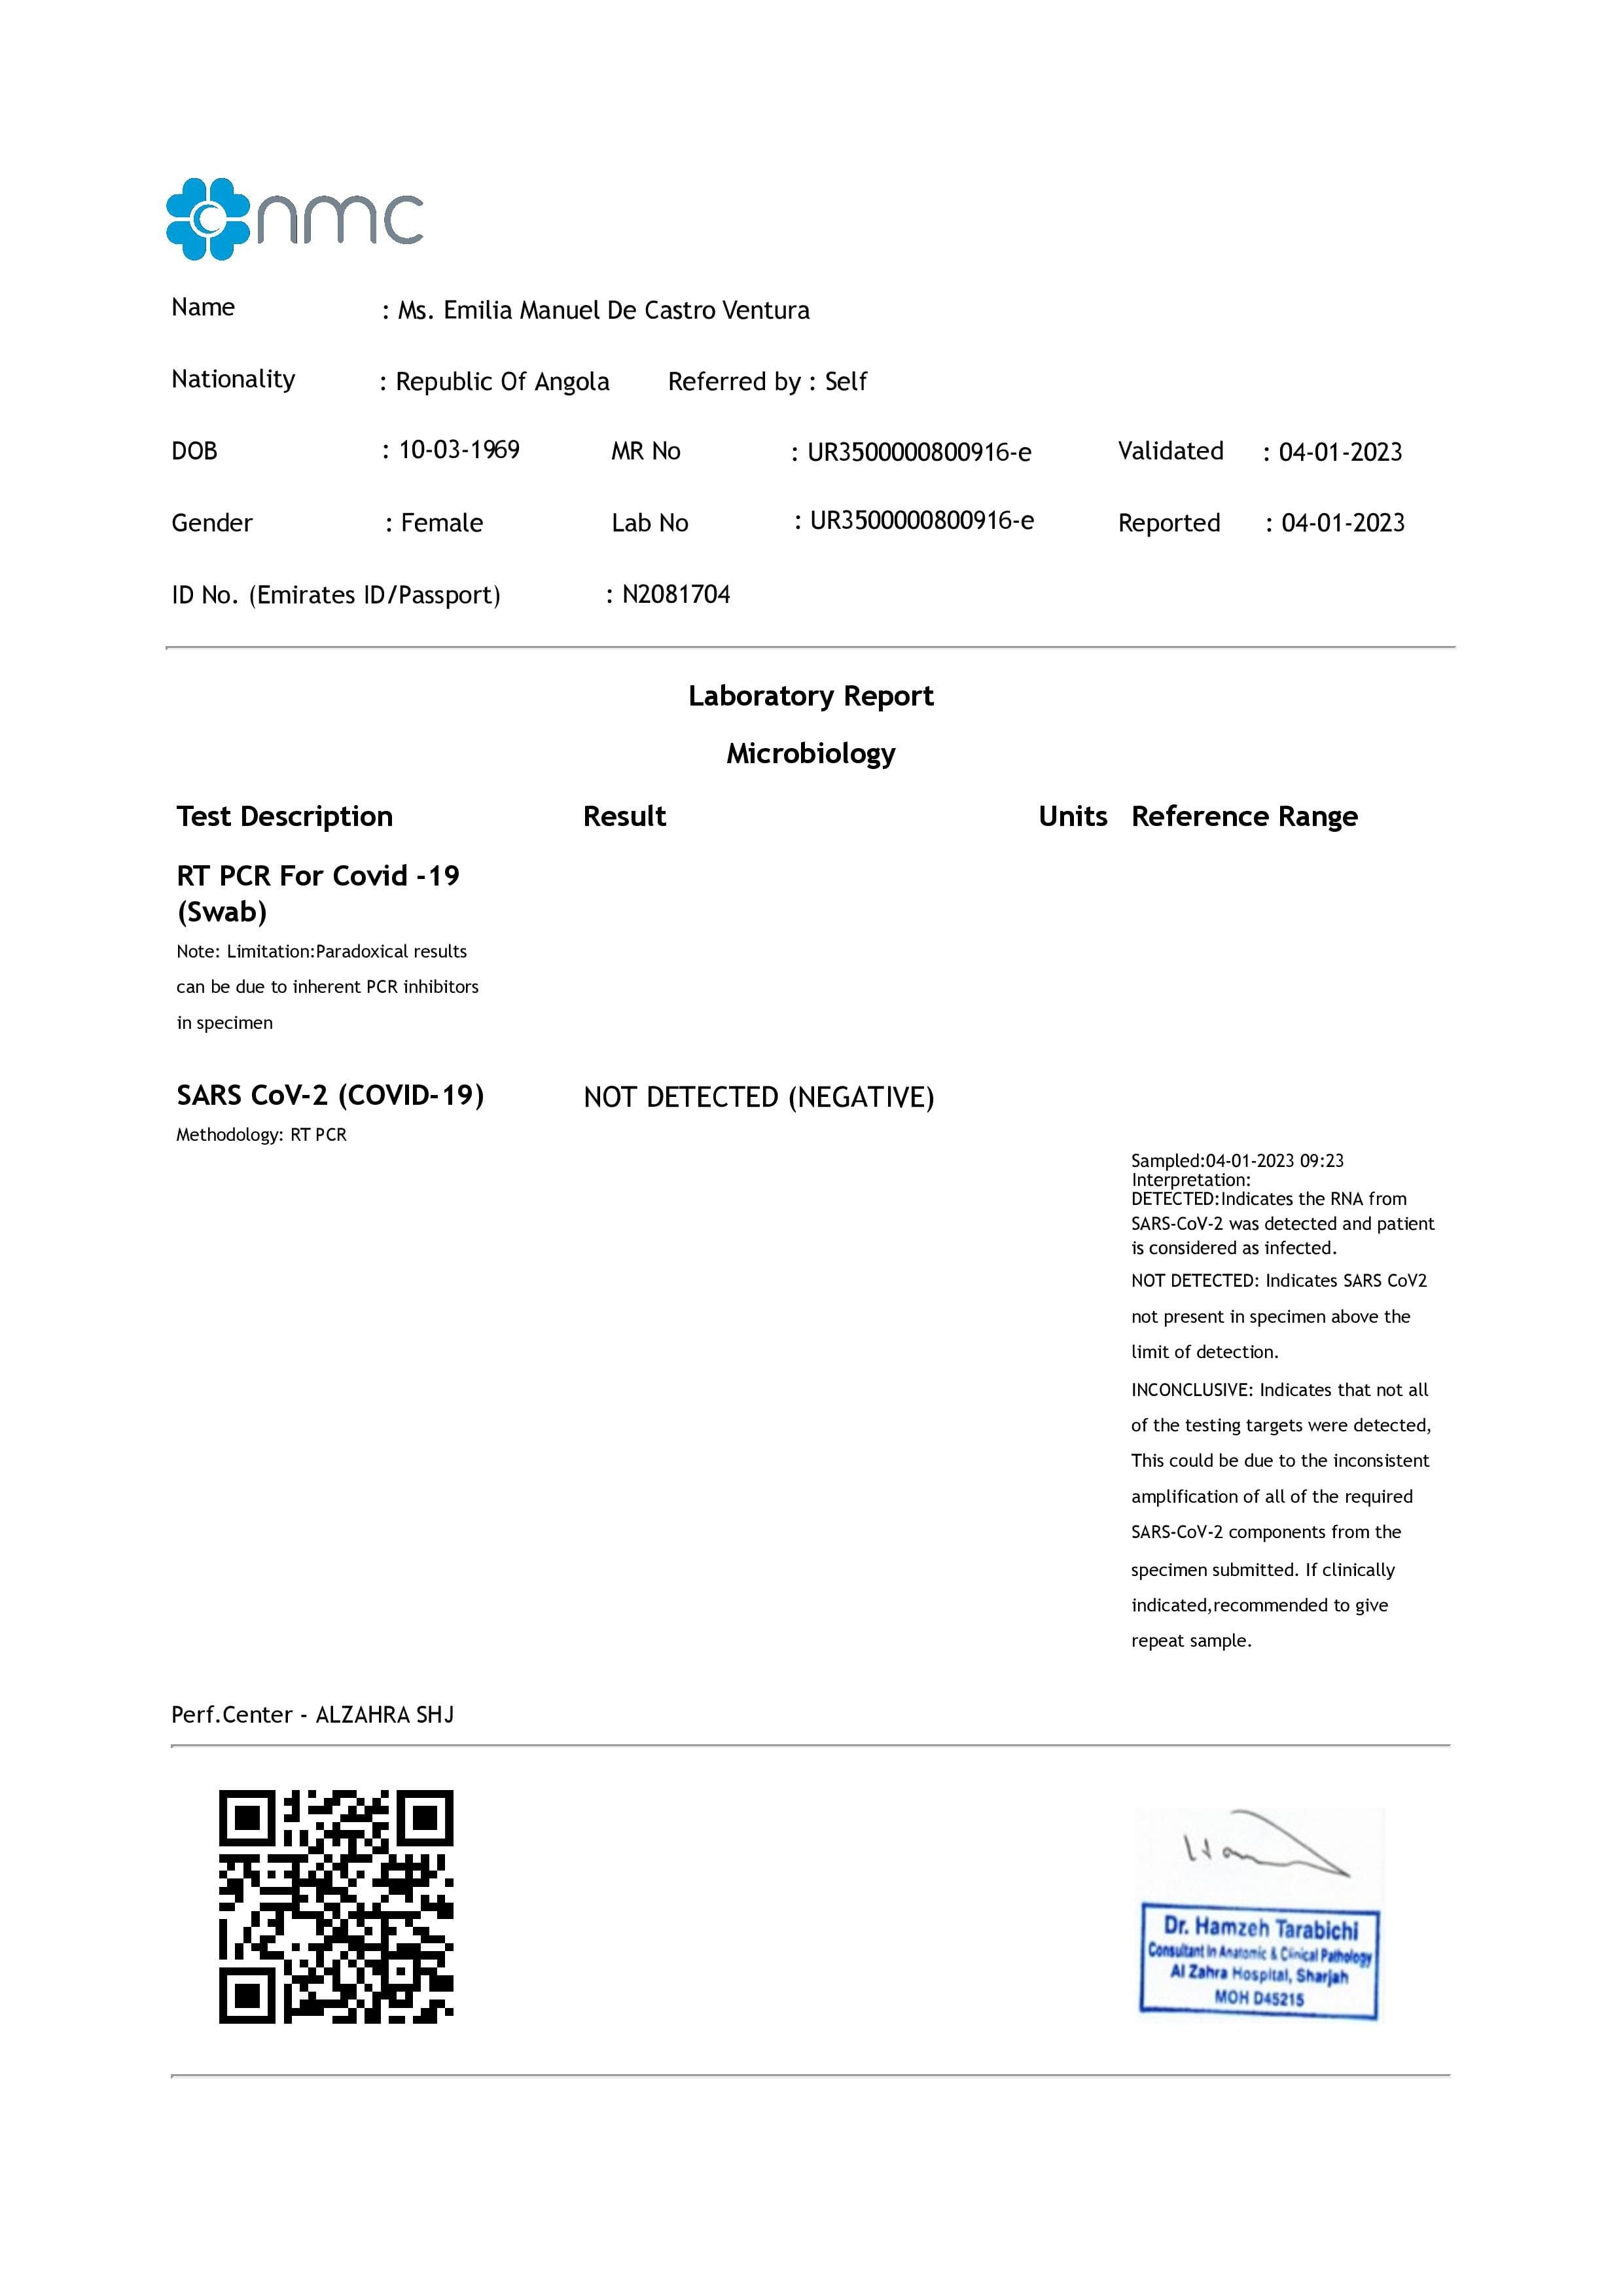 nmc
Name : Ms. Emilia Manuel De Castro Ventura
Nationality : Republic Of Angola Referred by : Self
DOB : 10-03-1969 MR No : UR3500000800916-e Validated : 04-01-2023
Gender : Female Lab No : UR3500000800916-e Reported : 04-01-2023
ID No. (Emirates ID/Passport) : N2081704
Laboratory Report
Microbiology
Test Description Result Units Reference Range
RT PCR For Covid -19
(Swab)
Note: Limitation:Paradoxical results
can be due to inherent PCR inhibitors
in specimen
SARS CoV-2 (COVID-19) NOT DETECTED (NEGATIVE)
Methodology: RT PCR
Sampled:04-01-2023 09:23
Interpretation:
DETECTED:Indicates the RNA from
SARS-CoV-2 was detected and patient
is considered as infected.
NOT DETECTED: Indicates SARS CoV2
not present in specimen above the
limit of detection.
INCONCLUSIVE: Indicates that not all
of the testing targets were detected,
This could be due to the inconsistent
amplification of all of the required
SARS-CoV-2 components from the
specimen submitted. If clinically
indicated,recommended to give
repeat sample.
Perf.Center - ALZAHRA SHJ
Dr. Hamzeh Tarabichi
Consultant In Anatomic & Clinical Pathology
Al Zahra Hospital, Sharjah
MOH D45215